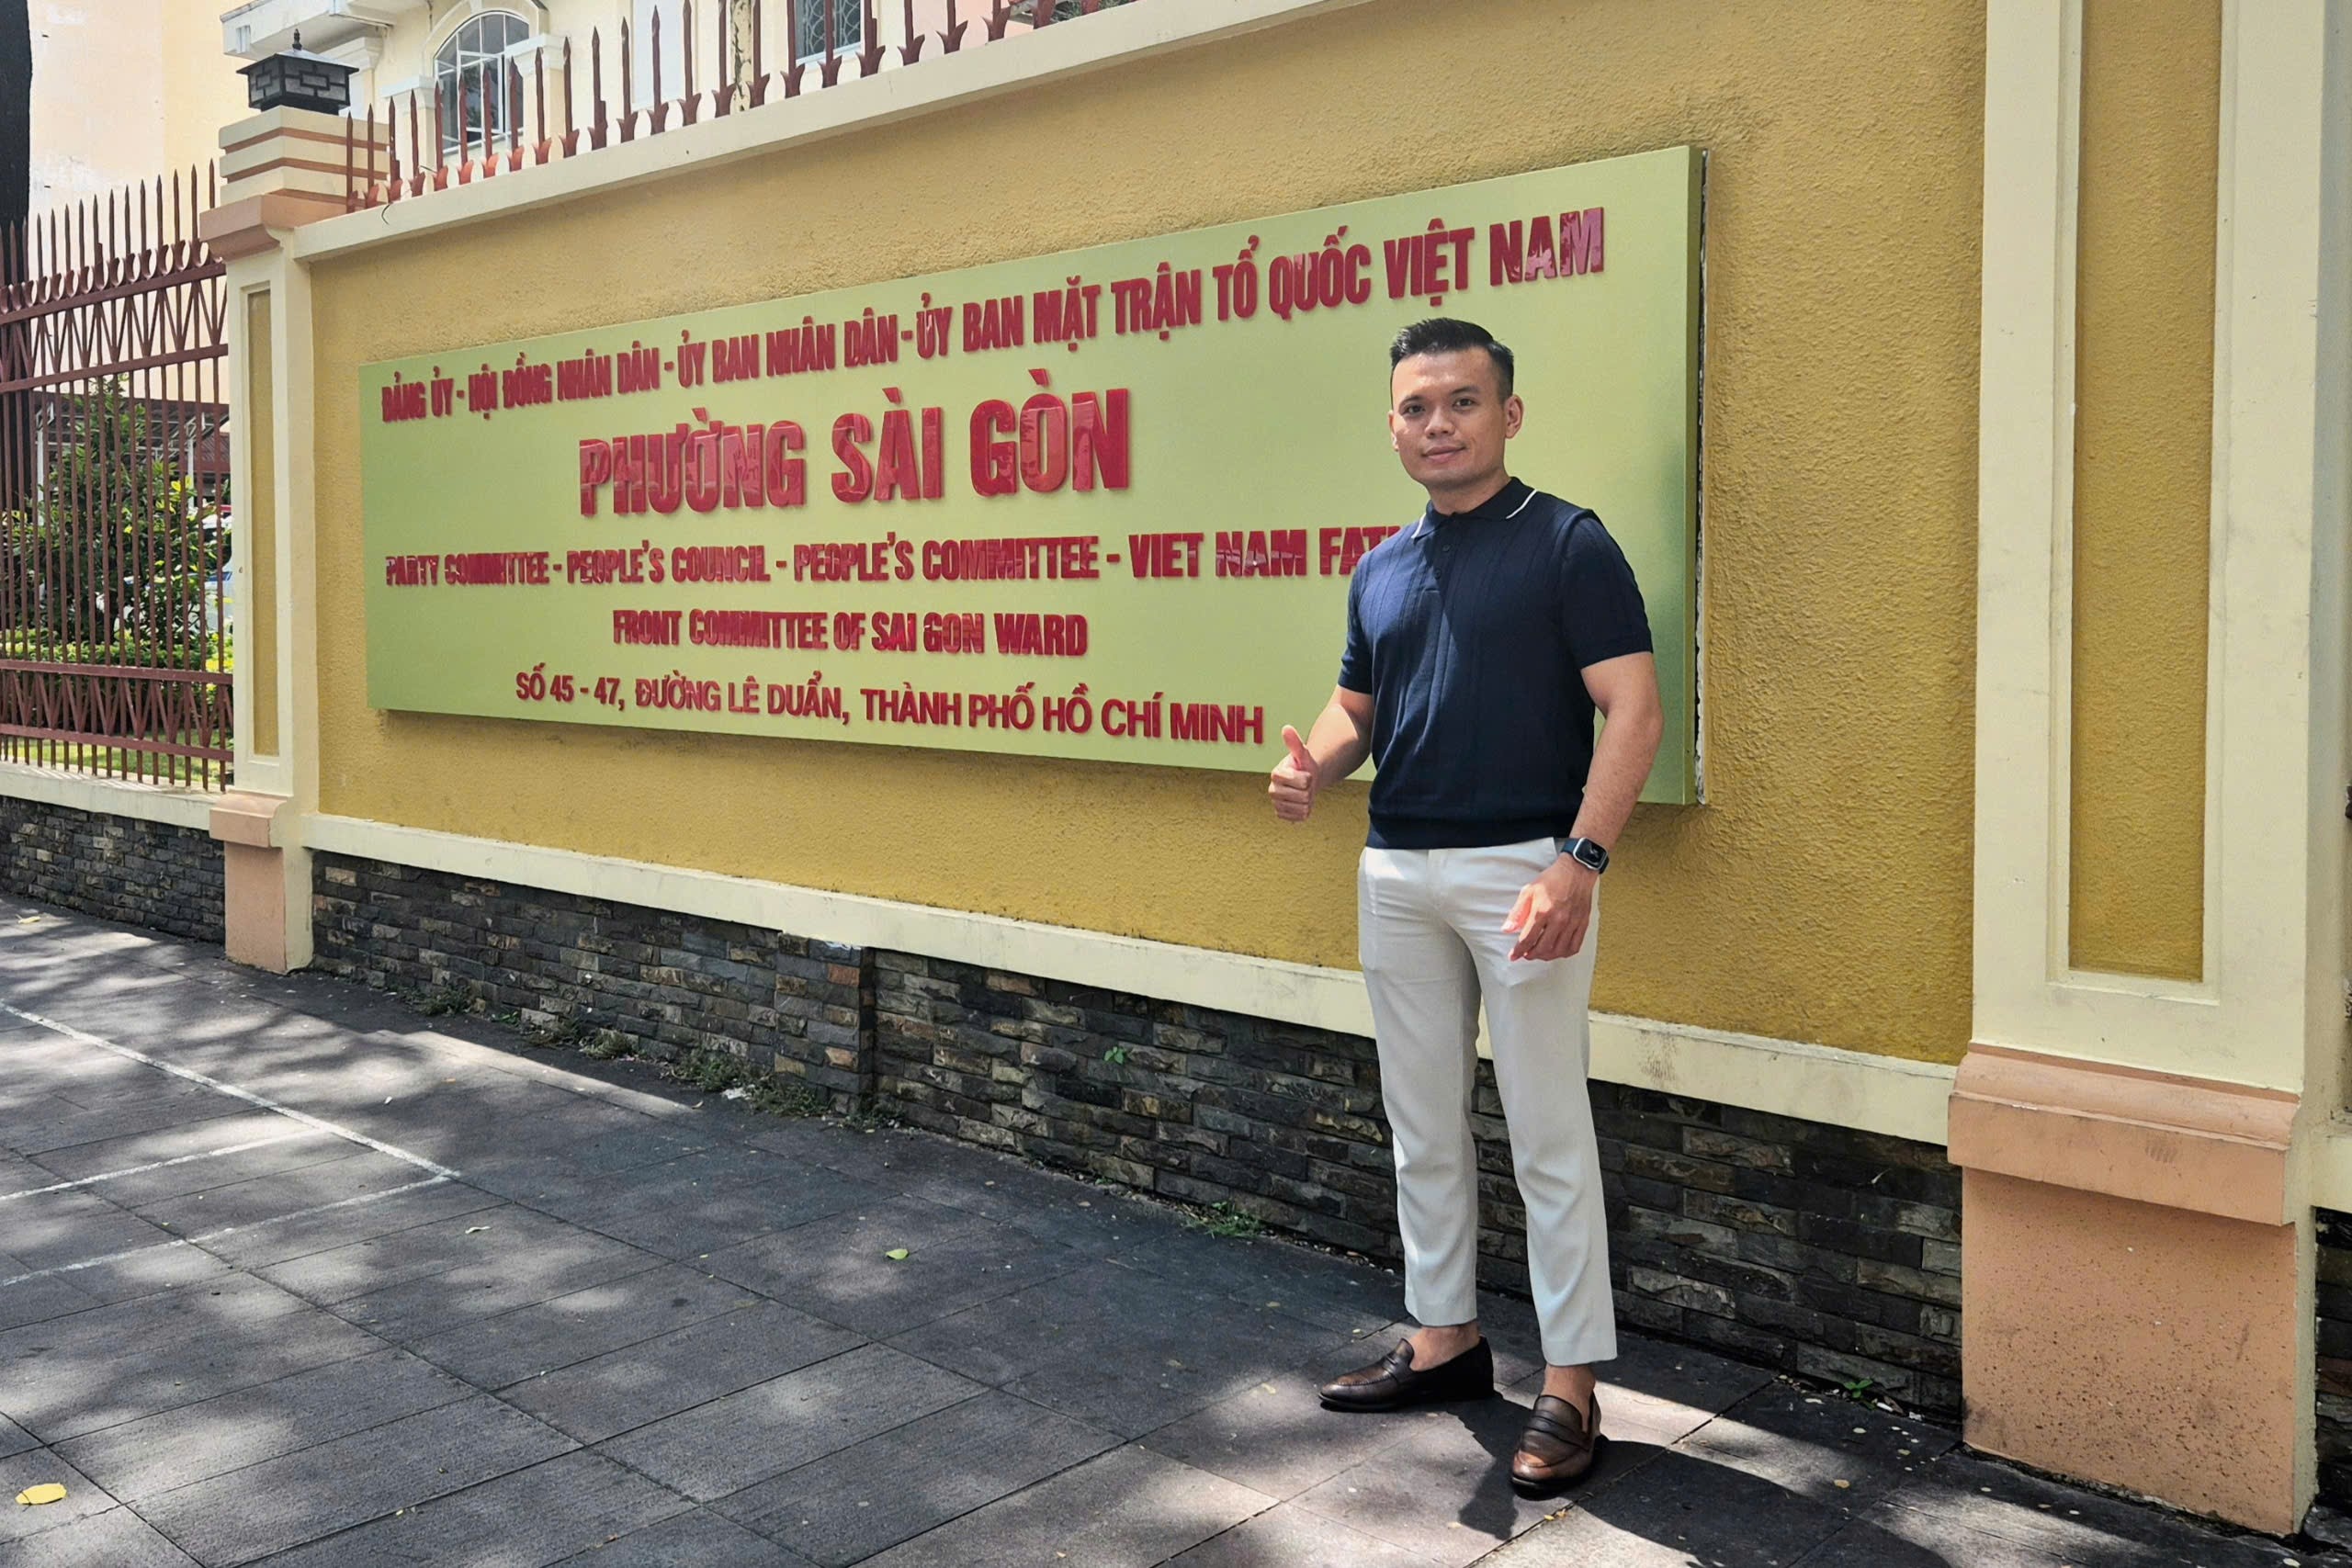 ĐẢNG ỦY - HỘI ĐỒNG NHÂN DÂN - ỦY BAN NHÂN DÂN - ỦY BAN MẶT TRẬN TỔ QUỐC VIỆT NAM
PHƯỜNG SÀI GÒN
PARTY COMMITTEE - PEOPLE'S COUNCIL - PEOPLE'S COMMITTEE - VIET NAM
FRONT COMMITTEE OF SAI GON WARD
SỐ 45 - 47, ĐƯỜNG LÊ DUẨN, THÀNH PHỐ HỒ CHÍ MINH